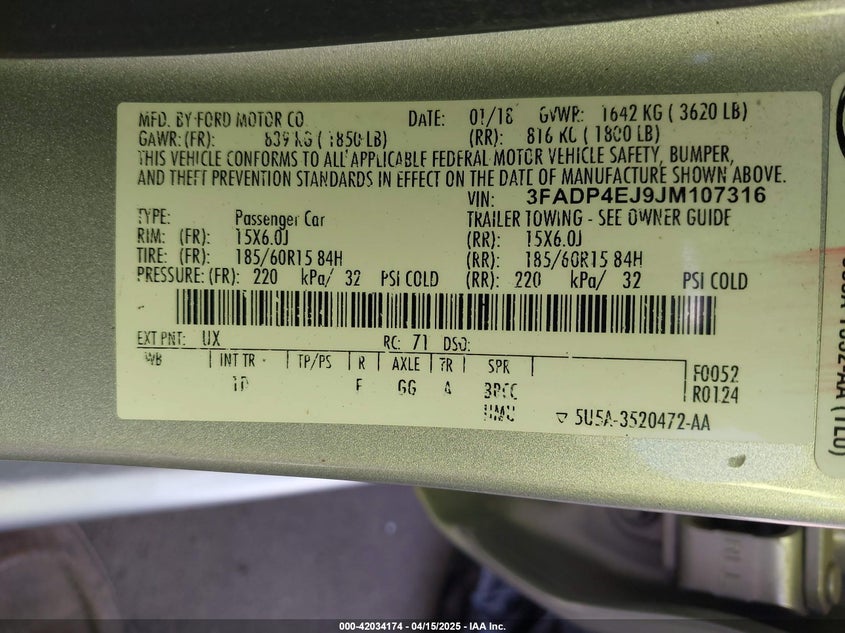 MFD. BY FORD MOTOR CO. DATE: 01/18 GVWR: 1642 KG ( 3620 LB)
GAWR: (FR): 839 KG ( 1850 LB) (RR): 816 KG ( 1800 LB)
THIS VEHICLE CONFORMS TO ALL APPLICABLE FEDERAL MOTOR VEHICLE SAFETY, BUMPER,
AND THEFT PREVENTION STANDARDS IN EFFECT ON THE DATE OF MANUFACTURE SHOWN ABOVE.
VIN: 3FADP4EJ9JM107316
TYPE: Passenger Car TRAILER TOWING - SEE OWNER GUIDE
RIM: (FR): 15X6.0J (RR): 15X6.0J
TIRE: (FR): 185/60R15 84H (RR): 185/60R15 84H
PRESSURE: (FR): 220 kPa/ 32 PSI COLD (RR): 220 kPa/ 32 PSI COLD
EXT PNT: UX RC: 71 DSO:
WB INT TR TP/PS R AXLE TR SPR F0052
F GG A R0124
5U5A-3520472-AA
000-42034174 - 04/15/2025 - IAA Inc.